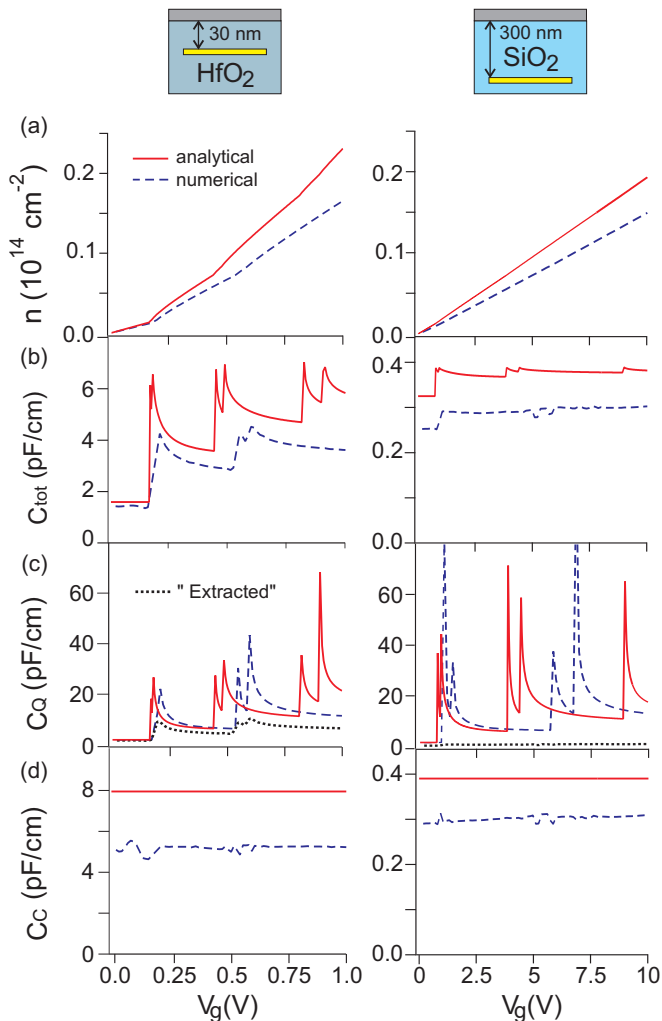 30 nm
HfO2
300 nm
SiO2
(a)
analytical
numerical
n (10^14 cm^-2)
0.2
0.1
0.0
0.2
0.1
0.0
(b)
Ctot (pF/cm)
6
4
2
0
0.4
0.2
0.0
(c)
" Extracted"
CQ (pF/cm)
60
40
20
0
60
40
20
0
(d)
CC (pF/cm)
8
4
0
0.4
0.2
0.0
0.0 0.25 0.5 0.75 1.0
Vg(V)
0 2.5 5 7.5 10
Vg(V)